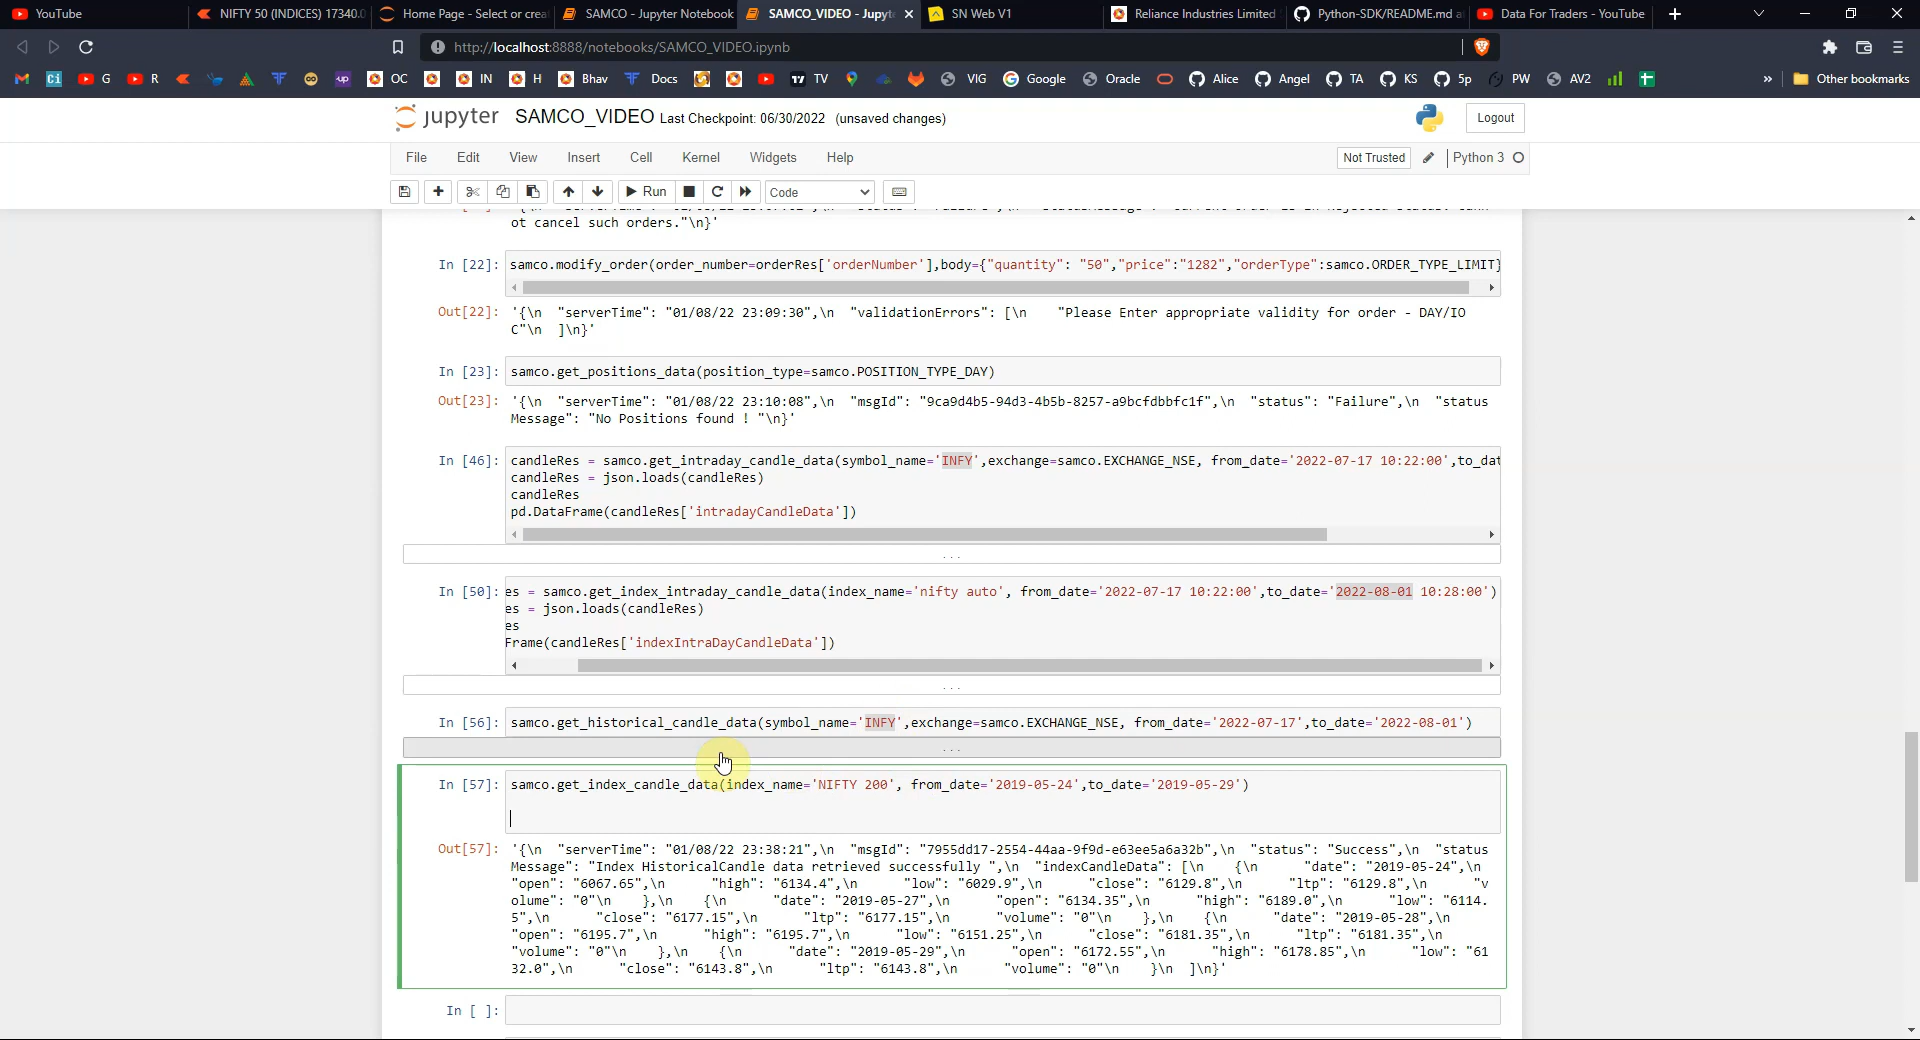 YouTube
NIFTY 50 (INDICES) 17340.0
Home Page - Select or crea
SAMCO - Jupyter Notebook
SAMCO_VIDEO - Jupyt
SN Web V1
Reliance Industries Limited
Python-SDK/README.md a
Data For Traders - YouTube
http://localhost:8888/notebooks/SAMCO_VIDEO.ipynb
Ci G R up OC IN H Bhav Docs TV VIG Google Oracle Alice Angel TA KS 5p PW AV2 » Other bookmarks
jupyter SAMCO_VIDEO Last Checkpoint: 06/30/2022 (unsaved changes)
Logout
File Edit View Insert Cell Kernel Widgets Help
Not Trusted Python 3
Run Code
ot cancel such orders."\n}'
In [22]: samco.modify_order(order_number=orderRes['orderNumber'],body={"quantity": "50","price":"1282","orderType":samco.ORDER_TYPE_LIMIT}
Out[22]: '{\n  "serverTime": "01/08/22 23:09:30",\n  "validationErrors": [\n    "Please Enter appropriate validity for order - DAY/IO
C"\n  ]\n}'
In [23]: samco.get_positions_data(position_type=samco.POSITION_TYPE_DAY)
Out[23]: '{\n  "serverTime": "01/08/22 23:10:08",\n  "msgId": "9ca9d4b5-94d3-4b5b-8257-a9bcfdbbfc1f",\n  "status": "Failure",\n  "status
Message": "No Positions found ! "\n}'
In [46]: candleRes = samco.get_intraday_candle_data(symbol_name='INFY',exchange=samco.EXCHANGE_NSE, from_date='2022-07-17 10:22:00',to_dat
candleRes = json.loads(candleRes)
candleRes
pd.DataFrame(candleRes['intradayCandleData'])
...
In [50]: es = samco.get_index_intraday_candle_data(index_name='nifty auto', from_date='2022-07-17 10:22:00',to_date='2022-08-01 10:28:00')
es = json.loads(candleRes)
es
Frame(candleRes['indexIntraDayCandleData'])
...
In [56]: samco.get_historical_candle_data(symbol_name='INFY',exchange=samco.EXCHANGE_NSE, from_date='2022-07-17',to_date='2022-08-01')
...
In [57]: samco.get_index_candle_data(index_name='NIFTY 200', from_date='2019-05-24',to_date='2019-05-29')
Out[57]: '{\n  "serverTime": "01/08/22 23:38:21",\n  "msgId": "7955dd17-2554-44aa-9f9d-e63ee5a6a32b",\n  "status": "Success",\n  "status
Message": "Index HistoricalCandle data retrieved successfully ",\n  "indexCandleData": [\n    {\n      "date": "2019-05-24",\n
"open": "6067.65",\n      "high": "6134.4",\n      "low": "6029.9",\n      "close": "6129.8",\n      "ltp": "6129.8",\n      "v
olume": "0"\n    },\n    {\n      "date": "2019-05-27",\n      "open": "6134.35",\n      "high": "6189.0",\n      "low": "6114.
5",\n      "close": "6177.15",\n      "ltp": "6177.15",\n      "volume": "0"\n    },\n    {\n      "date": "2019-05-28",\n
"open": "6195.7",\n      "high": "6195.7",\n      "low": "6151.25",\n      "close": "6181.35",\n      "ltp": "6181.35",\n
"volume": "0"\n    },\n    {\n      "date": "2019-05-29",\n      "open": "6172.55",\n      "high": "6178.85",\n      "low": "61
32.0",\n      "close": "6143.8",\n      "ltp": "6143.8",\n      "volume": "0"\n    }\n  ]\n}'
In [ ]: